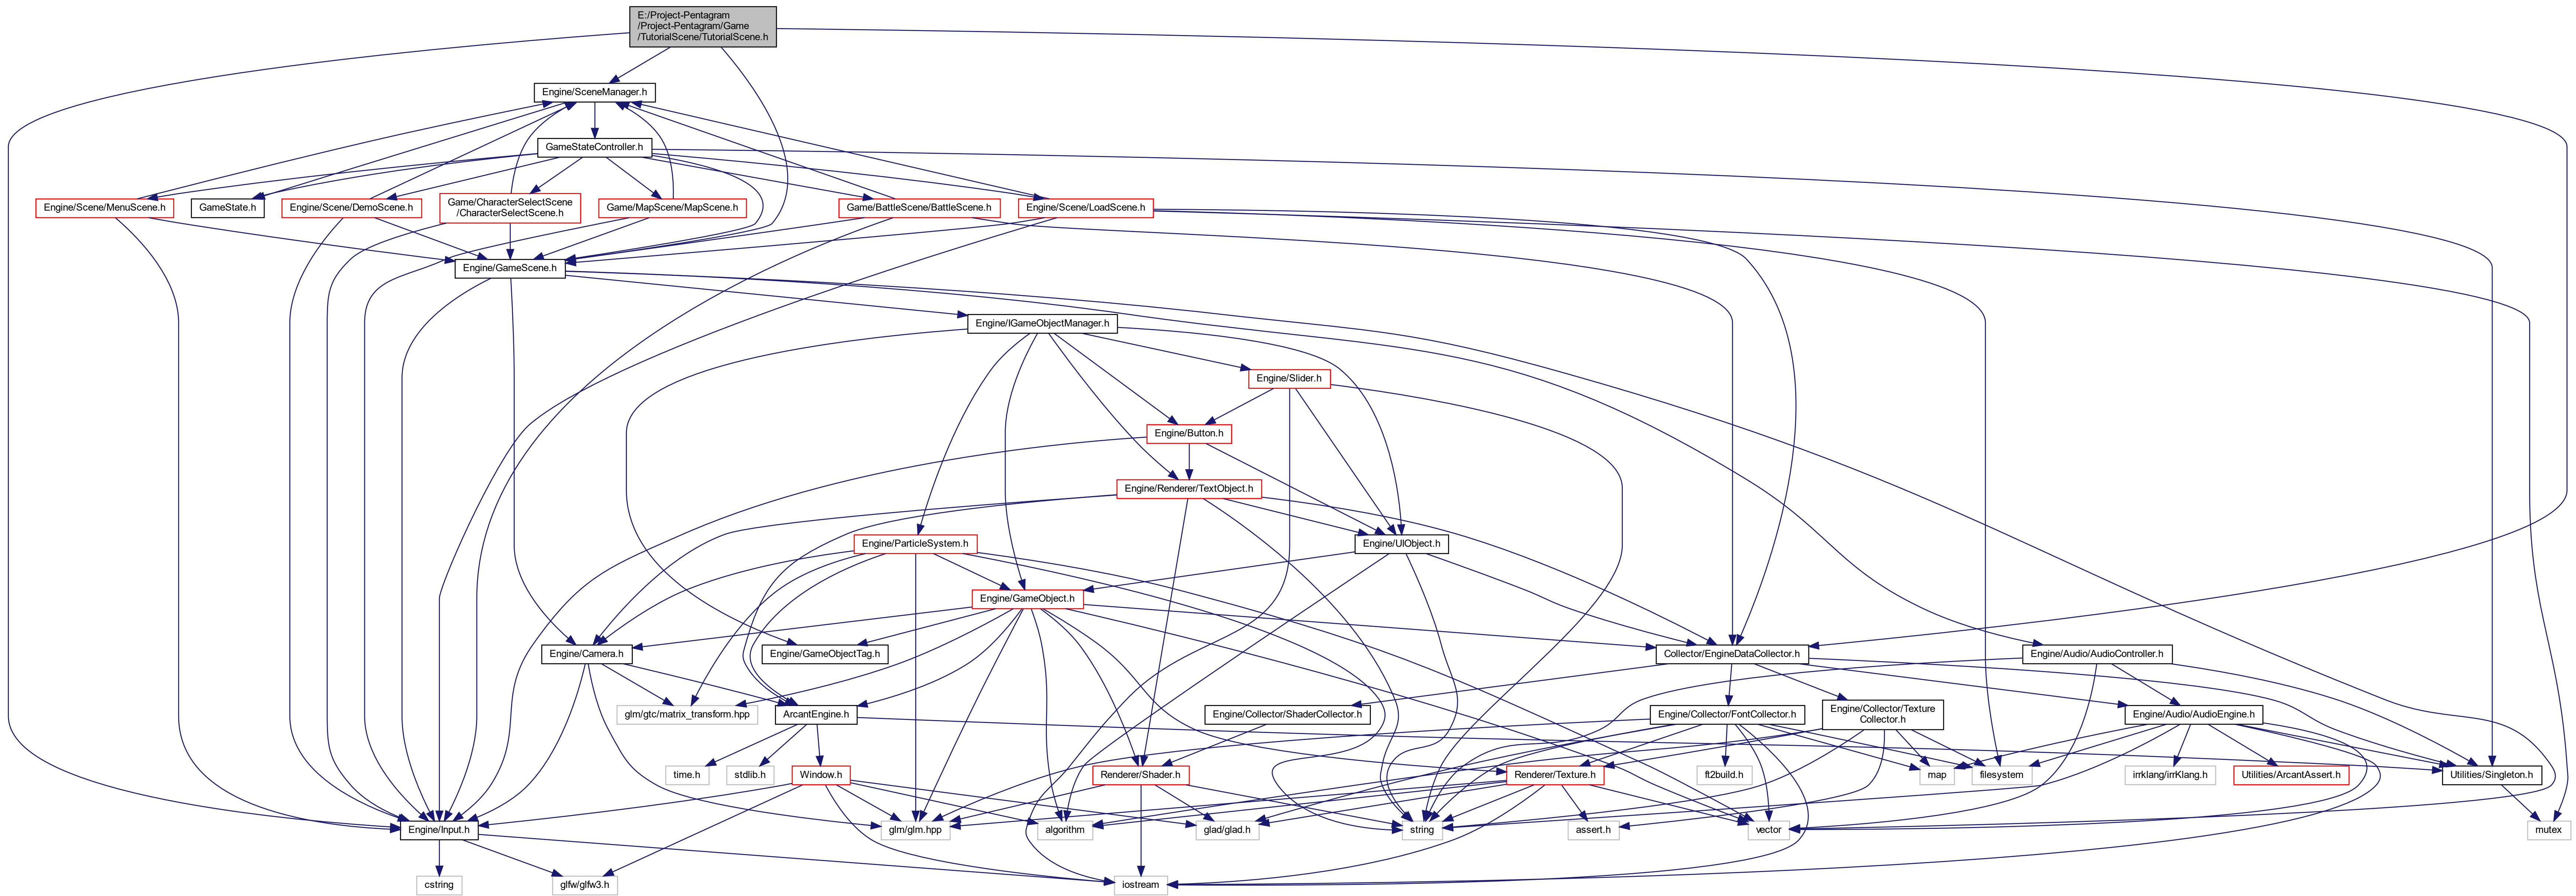 E:/Project-Pentagram
/Project-Pentagram/Game
/TutorialScene/TutorialScene.h
Engine/SceneManager.h
GameStateController.h
Engine/Scene/MenuScene.h
GameState.h
Engine/Scene/DemoScene.h
Game/CharacterSelectScene
/CharacterSelectScene.h
Game/MapScene/MapScene.h
Game/BattleScene/BattleScene.h
Engine/Scene/LoadScene.h
Engine/GameScene.h
Engine/IGameObjectManager.h
Engine/Slider.h
Engine/Button.h
Engine/Renderer/TextObject.h
Engine/ParticleSystem.h
Engine/UIObject.h
Engine/GameObject.h
Engine/Camera.h
Engine/GameObjectTag.h
Collector/EngineDataCollector.h
Engine/Audio/AudioController.h
glm/gtc/matrix_transform.hpp
ArcantEngine.h
Engine/Collector/ShaderCollector.h
Engine/Collector/FontCollector.h
Engine/Collector/Texture
Collector.h
Engine/Audio/AudioEngine.h
time.h
stdlib.h
Window.h
Renderer/Shader.h
Renderer/Texture.h
ft2build.h
map
filesystem
irrklang/irrKlang.h
Utilities/ArcantAssert.h
Utilities/Singleton.h
Engine/Input.h
glm/glm.hpp
algorithm
glad/glad.h
string
assert.h
vector
mutex
cstring
glfw/glfw3.h
iostream